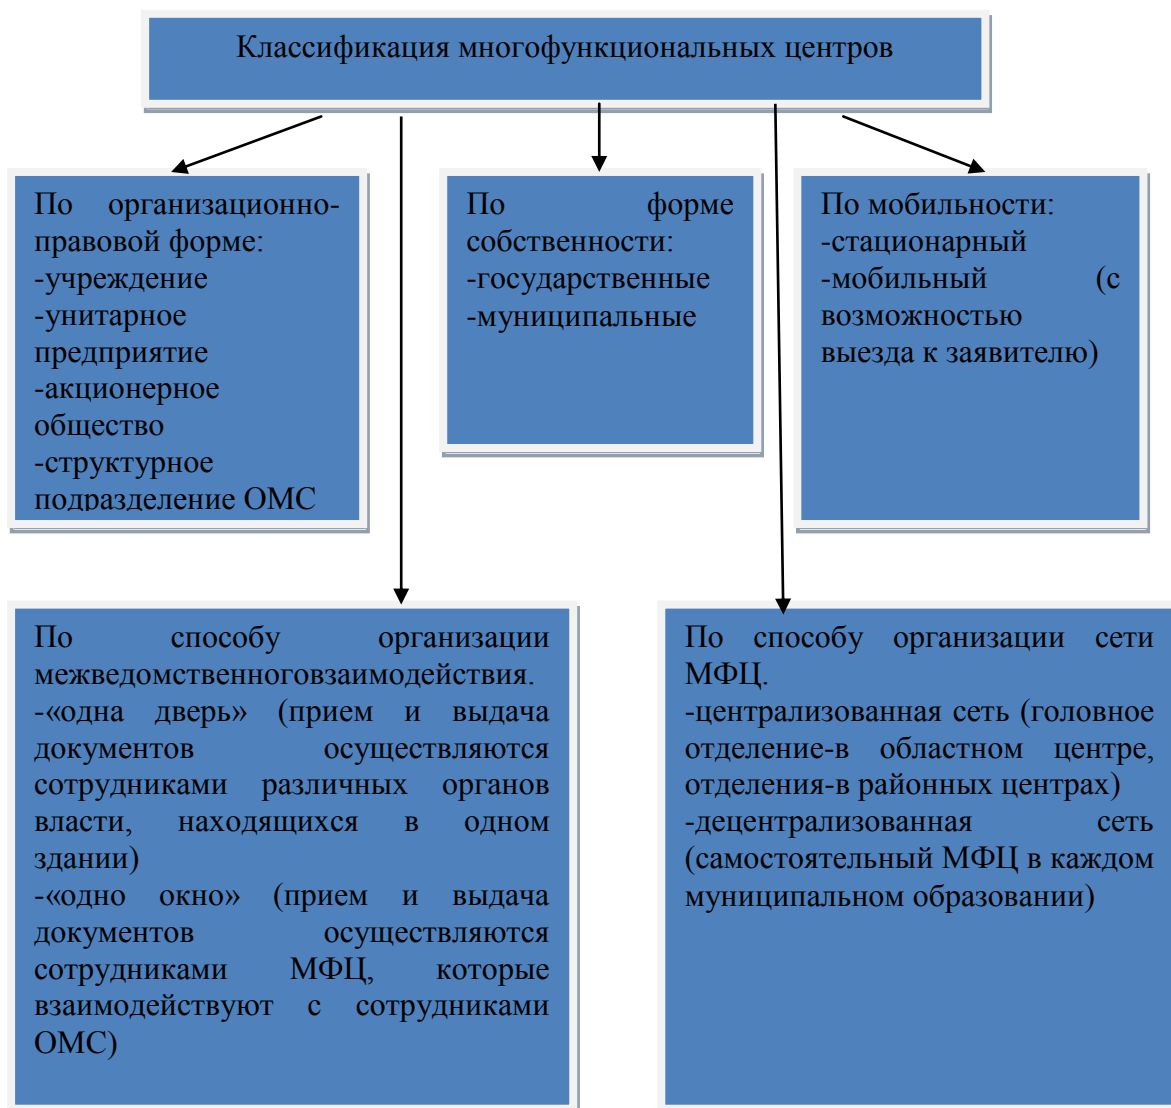 Классификация многофункциональных центров
По организационно-
правовой форме:
-учреждение
-унитарное
предприятие
-акционерное
общество
-структурное
подразделение ОМС
По форме
собственности:
-государственные
-муниципальные
По мобильности:
-стационарный
-мобильный (с
возможностью
выезда к заявителю)
По способу организации
межведомственноговзаимодействия.
-«одна дверь» (прием и выдача
документов осуществляются
сотрудниками различных органов
власти, находящихся в одном
здании)
-«одно окно» (прием и выдача
документов осуществляются
сотрудниками МФЦ, которые
взаимодействуют с сотрудниками
ОМС)
По способу организации сети
МФЦ.
-централизованная сеть (головное
отделение-в областном центре,
отделения-в районных центрах)
-децентрализованная сеть
(самостоятельный МФЦ в каждом
муниципальном образовании)